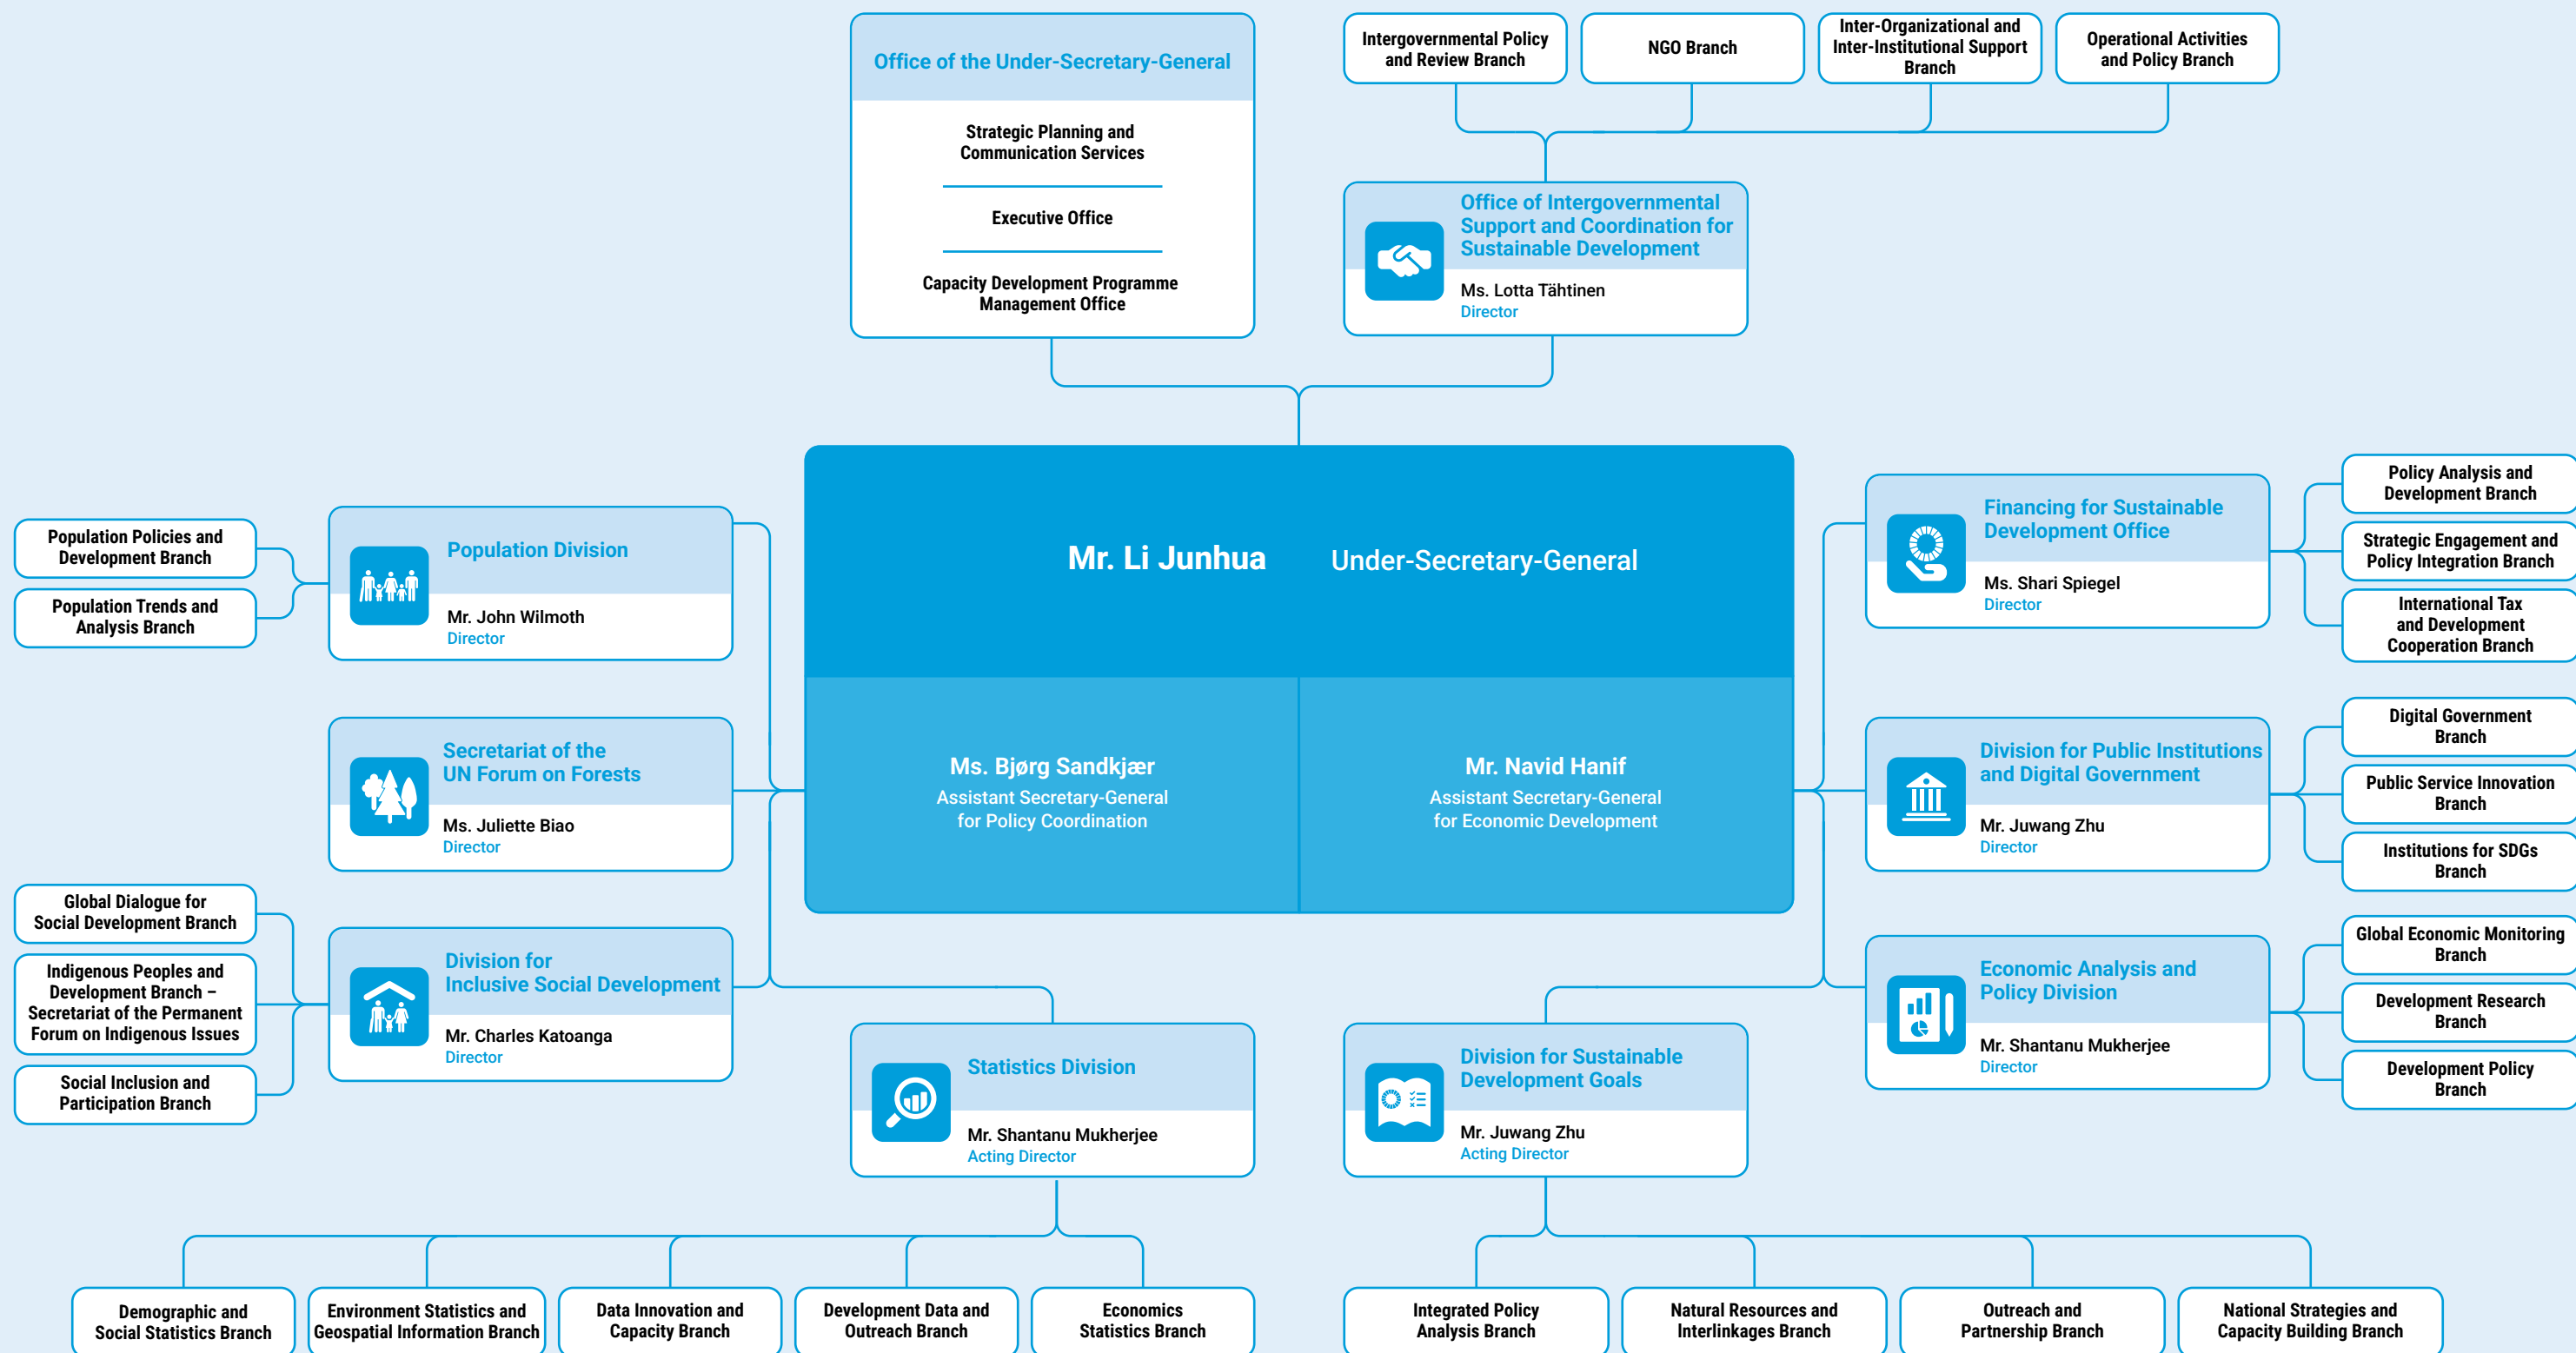 Office of the Under-Secretary-General
Strategic Planning and
Communication Services
Executive Office
Capacity Development Programme
Management Office
Intergovernmental Policy
and Review Branch
NGO Branch
Inter-Organizational and
Inter-Institutional Support
Branch
Operational Activities
and Policy Branch
Office of Intergovernmental
Support and Coordination for
Sustainable Development
Ms. Lotta Tähtinen
Director
Mr. Li Junhua
Under-Secretary-General
Ms. Bjørg Sandkjær
Assistant Secretary-General
for Policy Coordination
Mr. Navid Hanif
Assistant Secretary-General
for Economic Development
Population Policies and
Development Branch
Population Trends and
Analysis Branch
Population Division
Mr. John Wilmoth
Director
Secretariat of the
UN Forum on Forests
Ms. Juliette Biao
Director
Global Dialogue for
Social Development Branch
Indigenous Peoples and
Development Branch –
Secretariat of the Permanent
Forum on Indigenous Issues
Social Inclusion and
Participation Branch
Division for
Inclusive Social Development
Mr. Charles Katoanga
Director
Financing for Sustainable
Development Office
Ms. Shari Spiegel
Director
Policy Analysis and
Development Branch
Strategic Engagement and
Policy Integration Branch
International Tax
and Development
Cooperation Branch
Division for Public Institutions
and Digital Government
Mr. Juwang Zhu
Director
Digital Government
Branch
Public Service Innovation
Branch
Institutions for SDGs
Branch
Economic Analysis and
Policy Division
Mr. Shantanu Mukherjee
Director
Global Economic Monitoring
Branch
Development Research
Branch
Development Policy
Branch
Statistics Division
Mr. Shantanu Mukherjee
Acting Director
Division for Sustainable
Development Goals
Mr. Juwang Zhu
Acting Director
Demographic and
Social Statistics Branch
Environment Statistics and
Geospatial Information Branch
Data Innovation and
Capacity Branch
Development Data and
Outreach Branch
Economics
Statistics Branch
Integrated Policy
Analysis Branch
Natural Resources and
Interlinkages Branch
Outreach and
Partnership Branch
National Strategies and
Capacity Building Branch